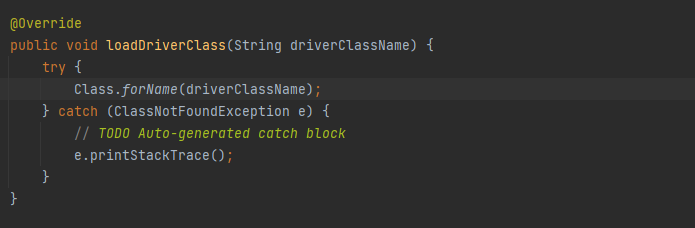 @Override
public void loadDriverClass(String driverClassName) {
    try {
        Class.forName(driverClassName);
    } catch (ClassNotFoundException e) {
        // TODO Auto-generated catch block
        e.printStackTrace();
    }
}